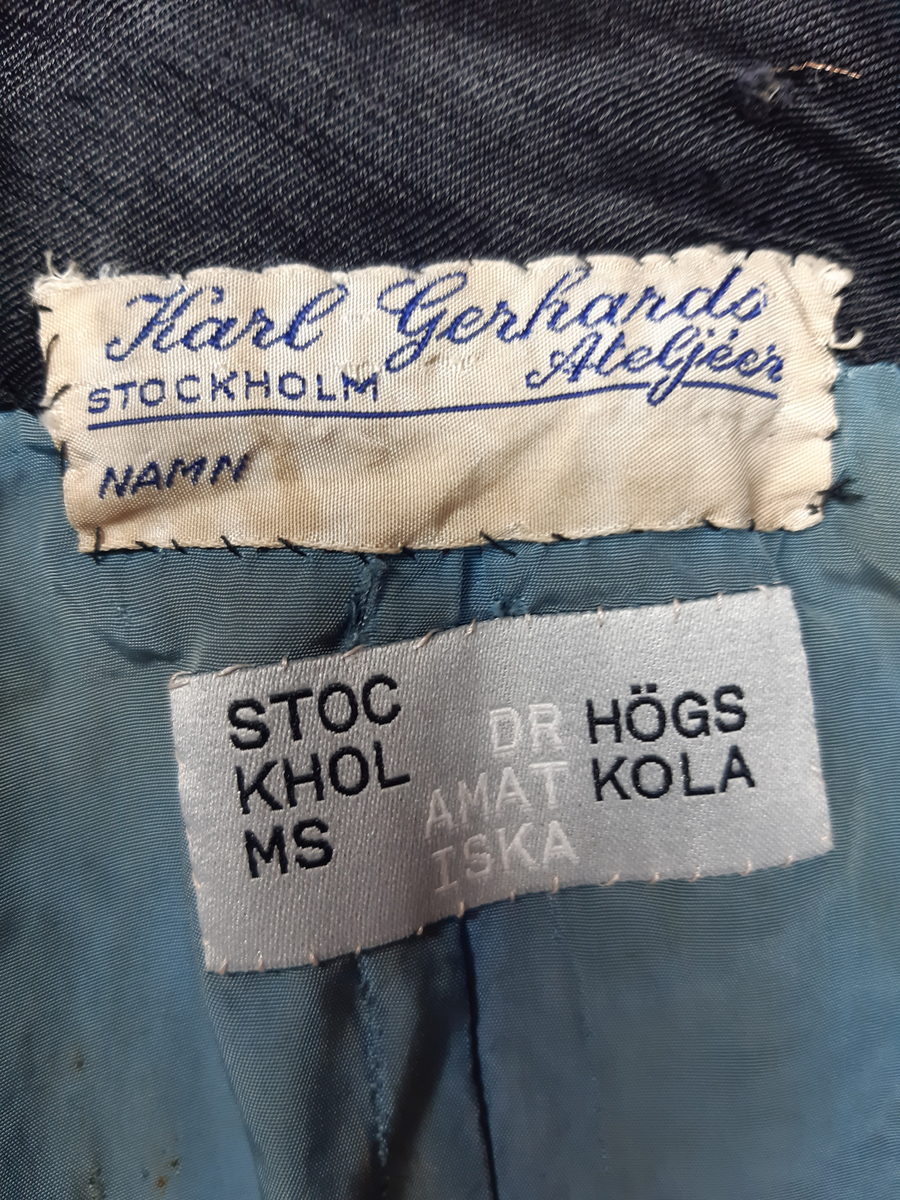 Karl Gerhards
STOCKHOLM Ateljéer
NAMN
STOC
KHOL
MS
DR
AMAT
ISKA
HÖGS
KOLA